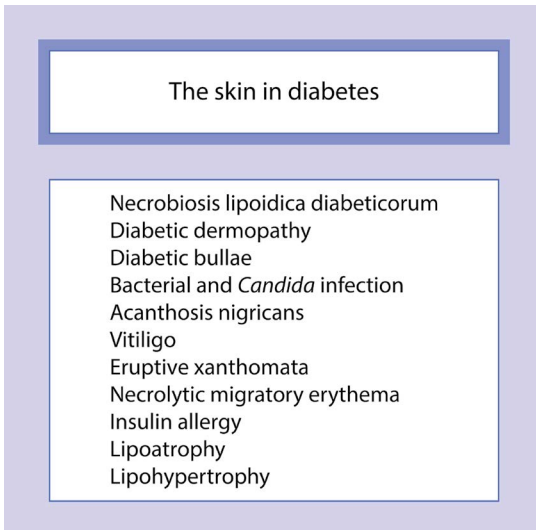 The skin in diabetes
Necrobiosis lipoidica diabeticorum
Diabetic dermopathy
Diabetic bullae
Bacterial and Candida infection
Acanthosis nigricans
Vitiligo
Eruptive xanthomata
Necrolytic migratory erythema
Insulin allergy
Lipoatrophy
Lipohypertrophy